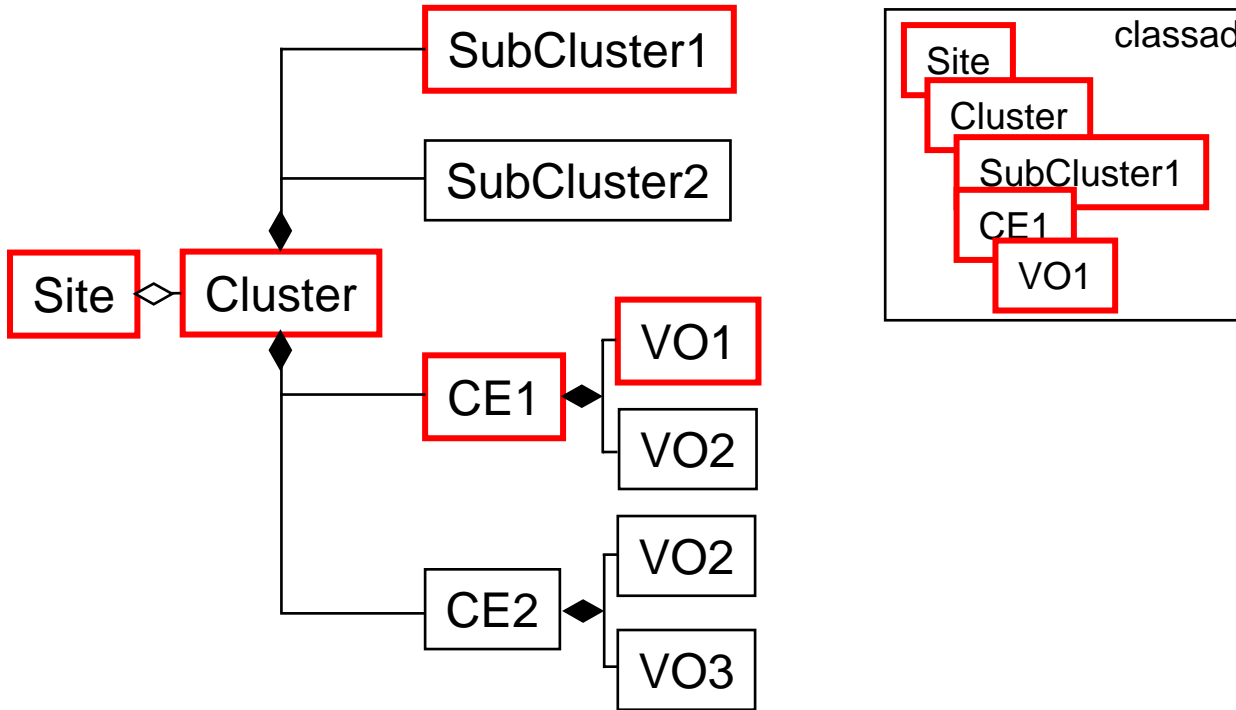 SubCluster1
SubCluster2
Site
Cluster
CE1
VO1
VO2
CE2
VO2
VO3
classad
Site
Cluster
SubCluster1
CE1
VO1